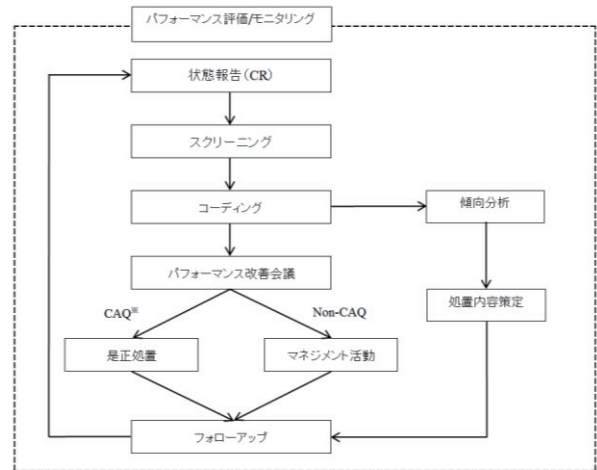 パフォーマンス評価/モニタリング
状態報告（CR）
スクリーニング
コーディング
傾向分析
パフォーマンス改善会議
処置内容策定
CAQ※
Non-CAQ
是正処置
マネジメント活動
フォローアップ